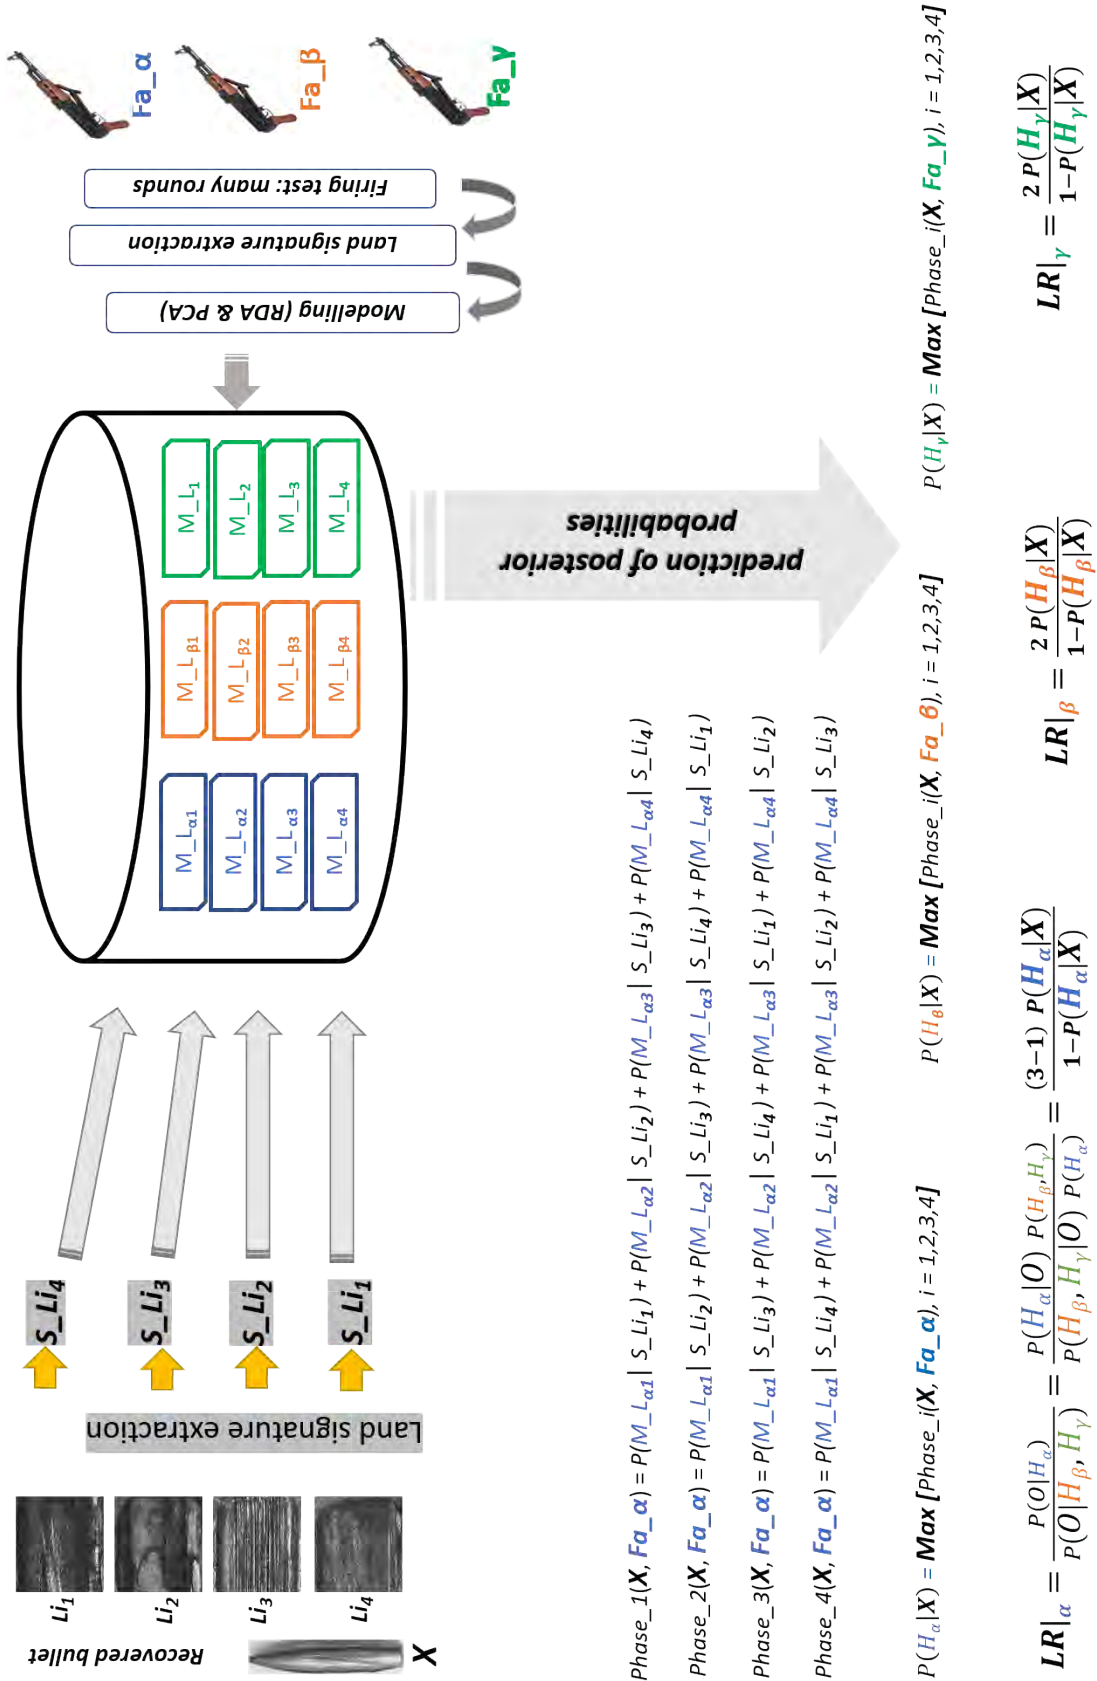 Recovered bullet
X
Li1
Li2
Li3
Li4
Land signature extraction
S_Li4
S_Li3
S_Li2
S_Li1
M_Lα1
M_Lα2
M_Lα3
M_Lα4
M_Lβ1
M_Lβ2
M_Lβ3
M_Lβ4
M_L1
M_L2
M_L3
M_L4
Modelling (RDA & PCA)
Land signature extraction
Firing test: many rounds
Fa_α
Fa_β
Fa_γ
prediction of posterior
probabilities
Phase_1(X, Fa_α) = P(M_Lα1| S_Li1) + P(M_Lα2| S_Li2) + P(M_Lα3| S_Li3) + P(M_Lα4| S_Li4)
Phase_2(X, Fa_α) = P(M_Lα1| S_Li2) + P(M_Lα2| S_Li3) + P(M_Lα3| S_Li4) + P(M_Lα4| S_Li1)
Phase_3(X, Fa_α) = P(M_Lα1| S_Li3) + P(M_Lα2| S_Li4) + P(M_Lα3| S_Li1) + P(M_Lα4| S_Li2)
Phase_4(X, Fa_α) = P(M_Lα1| S_Li4) + P(M_Lα2| S_Li1) + P(M_Lα3| S_Li2) + P(M_Lα4| S_Li3)
P(Hα|X) = Max [Phase_i(X, Fa_α), i = 1,2,3,4]
P(Hβ|X) = Max [Phase_i(X, Fa_β), i = 1,2,3,4]
P(Hγ|X) = Max [Phase_i(X, Fa_γ), i = 1,2,3,4]
LR|α = P(O|Hα) / P(O|Hβ, Hγ) = P(Hα|O) P(Hβ,Hγ) / P(Hβ, Hγ|O) P(Hα) = (3−1) P(Hα|X) / 1−P(Hα|X)
LR|β = 2 P(Hβ|X) / 1−P(Hβ|X)
LR|γ = 2 P(Hγ|X) / 1−P(Hγ|X)